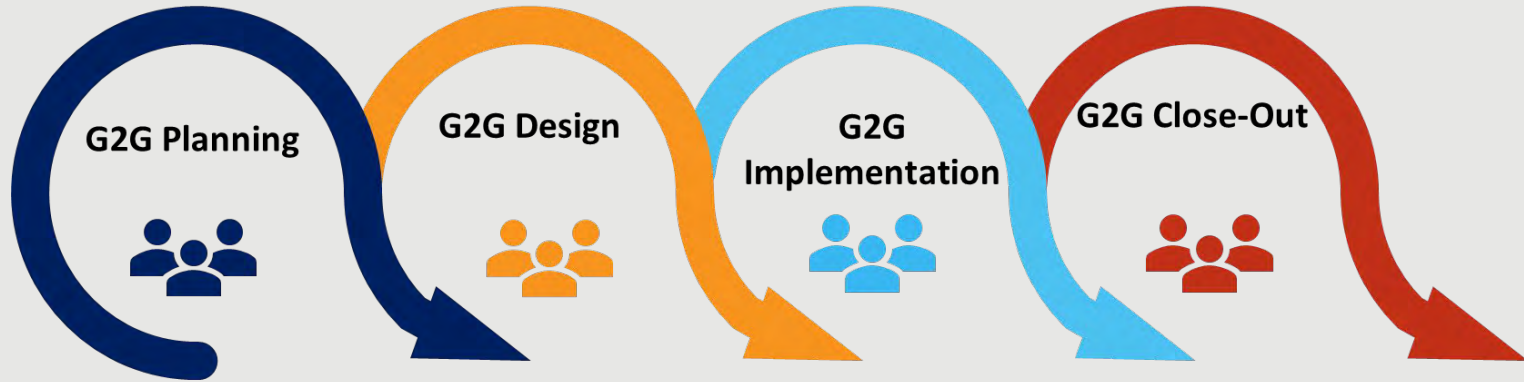 G2G Planning
G2G Design
G2G
Implementation
G2G Close-Out